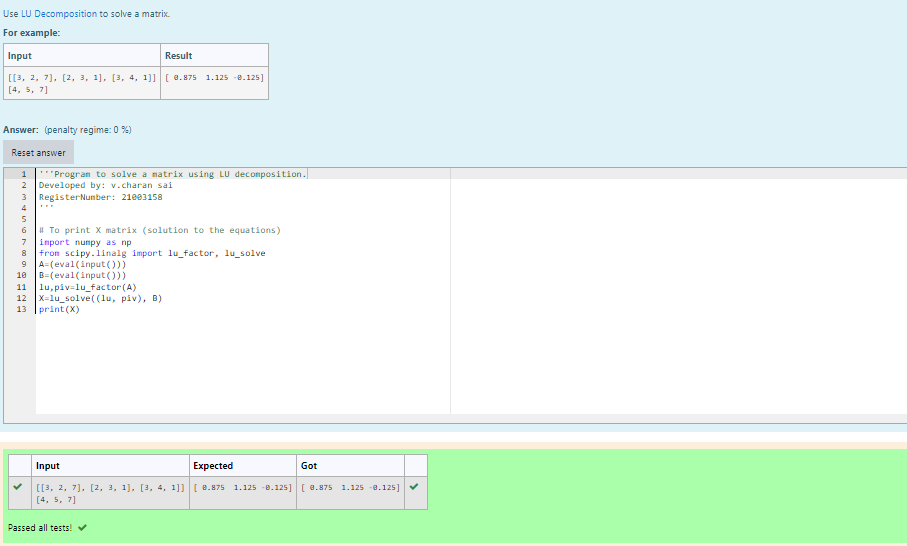 Use LU Decomposition to solve a matrix.
For example:
Input Result
[[3, 2, 7], [2, 3, 1], [3, 4, 1]] [ 0.875  1.125 -0.125]
[4, 5, 7]
Answer: (penalty regime: 0 %)
Reset answer
1 '''Program to solve a matrix using LU decomposition.
2 Developed by: v.charan sai
3 RegisterNumber: 21003158
4 '''
5
6 # To print X matrix (solution to the equations)
7 import numpy as np
8 from scipy.linalg import lu_factor, lu_solve
9 A=(eval(input()))
10 B=(eval(input()))
11 lu,piv=lu_factor(A)
12 X=lu_solve((lu, piv), B)
13 print(X)
Input Expected Got
[[3, 2, 7], [2, 3, 1], [3, 4, 1]] [ 0.875  1.125 -0.125] [ 0.875  1.125 -0.125]
[4, 5, 7]
Passed all tests!